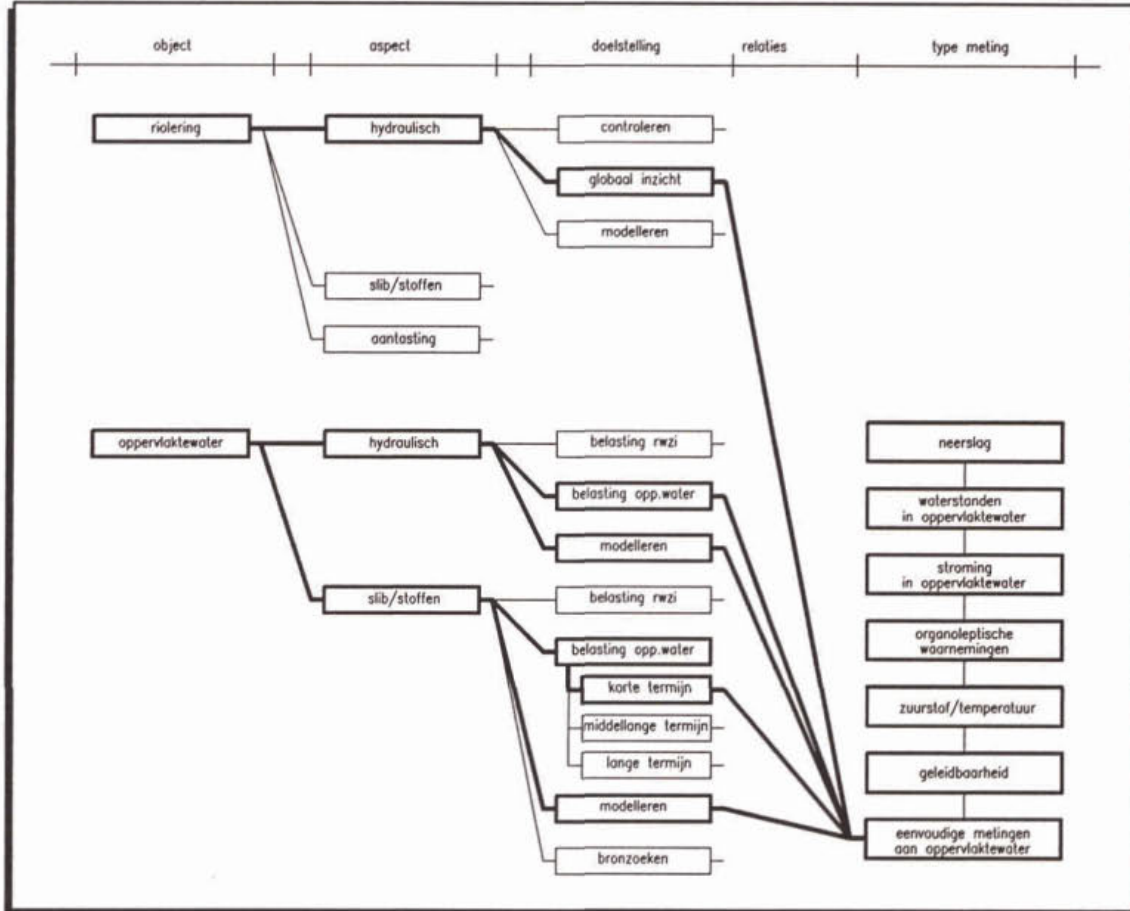 object aspect doelstelling relaties type meting
riolering hydraulisch controleren
globaal inzicht
modelleren
slib/stoffen
aantasting
oppervlaktewater hydraulisch belasting rwzi neerslag
belasting opp.water waterstanden
in oppervlaktewater
modelleren stroming
in oppervlaktewater
slib/stoffen belasting rwzi
belasting opp.water organoleptische
waarnemingen
korte termijn
middellange termijn zuurstof/temperatuur
lange termijn geleidbaarheid
modelleren eenvoudige metingen
aan oppervlaktewater
bronzoeken